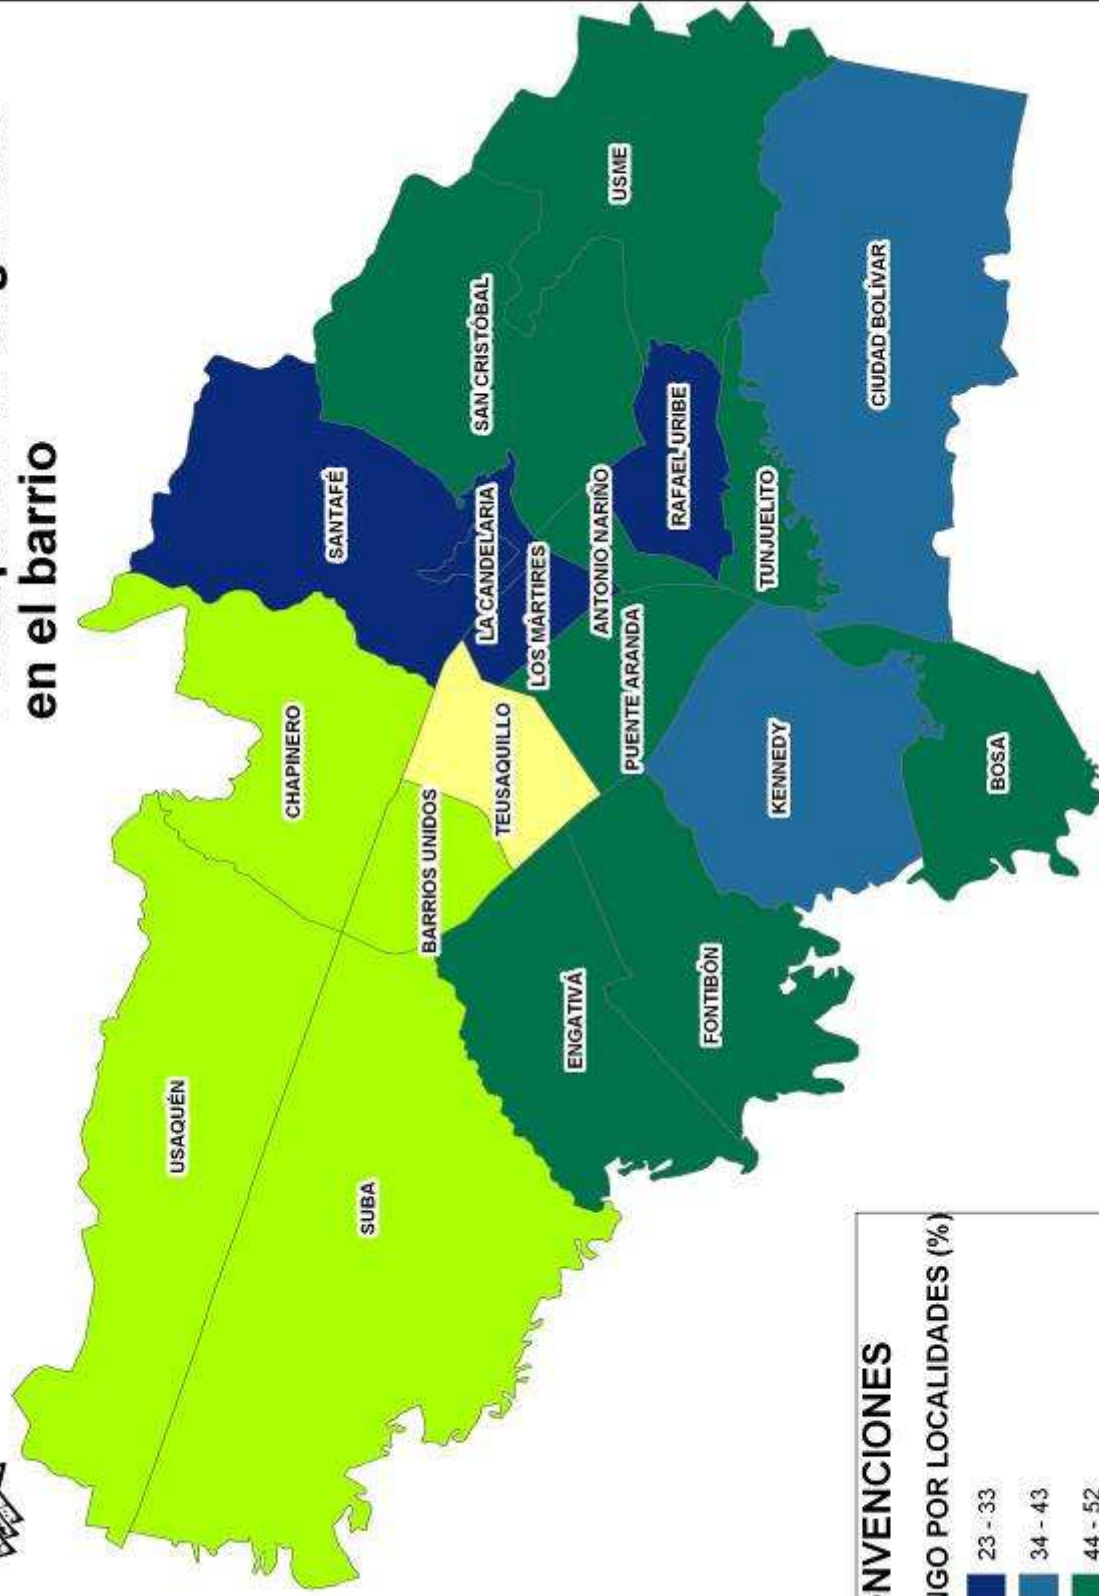 en el barrio
USAQUÉN
SUBA
CHAPINERO
BARRIOS UNIDOS
TEUSAQUILLO
ENGATIVÁ
FONTIBÓN
SANTAFÉ
LA CANDELARIA
LOS MÁRTIRES
ANTONIO NARIÑO
PUENTE ARANDA
KENNEDY
BOSA
SAN CRISTÓBAL
RAFAEL URIBE
TUNJUELITO
USME
CIUDAD BOLÍVAR
NVENCIONES
NGO POR LOCALIDADES (%)
23 - 33
34 - 43
44 - 52